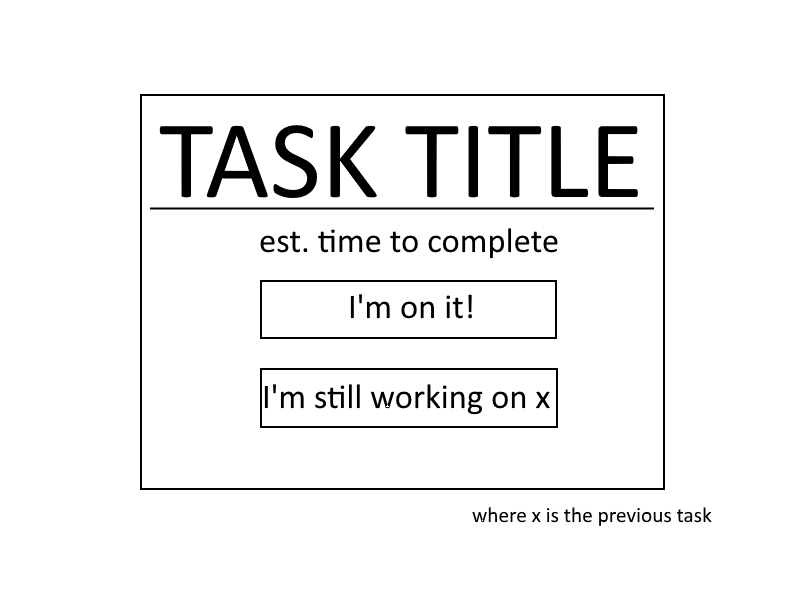 TASK TITLE
est. time to complete
I'm on it!
I'm still working on x
where x is the previous task